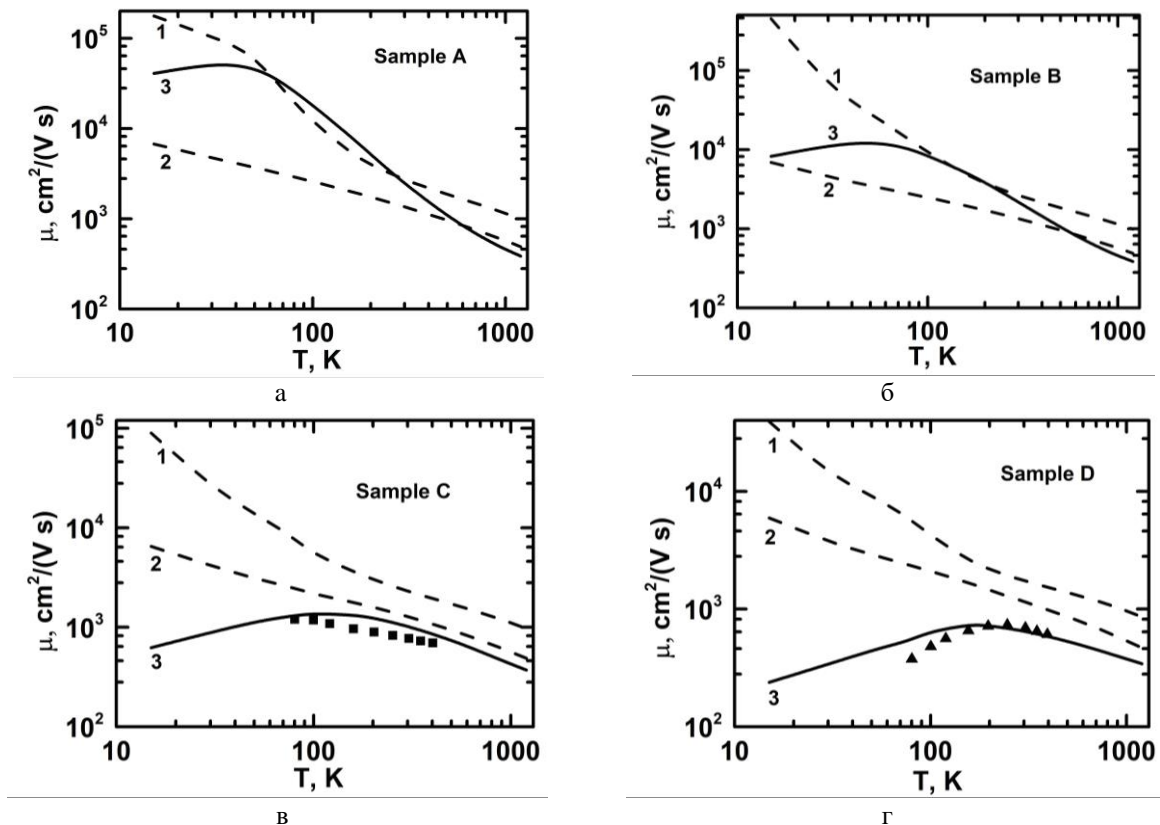 10^5
10^4
10^3
10^2
μ, cm^2/(V s)
1
3
2
Sample A
10 100 1000
T, K
а
10^5
10^4
10^3
10^2
μ, cm^2/(V s)
1
3
2
Sample B
10 100 1000
T, K
б
10^5
10^4
10^3
10^2
μ, cm^2/(V s)
1
2
3
Sample C
10 100 1000
T, K
в
10^4
10^3
10^2
μ, cm^2/(V s)
1
2
3
Sample D
10 100 1000
T, K
г